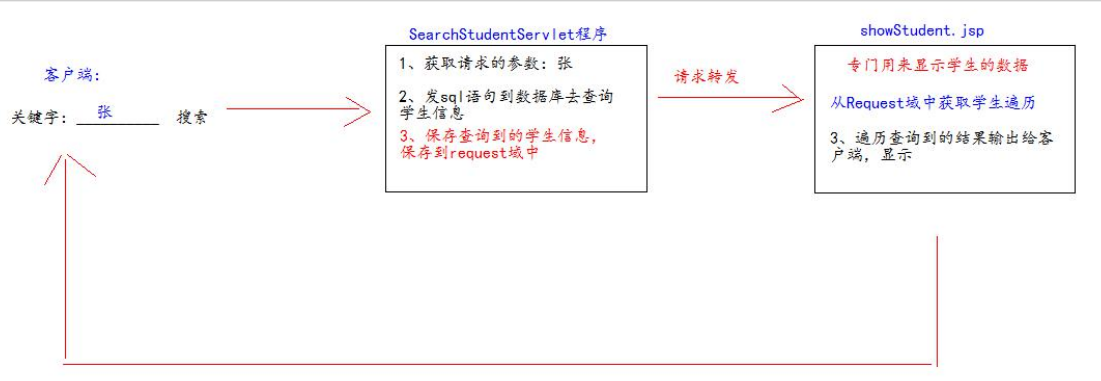 客户端：
关键字：张 搜索
SearchStudentServlet程序
1、获取请求的参数：张
2、发sql语句到数据库去查询
学生信息
3、保存查询到的学生信息，
保存到request域中
请求转发
showStudent.jsp
专门用来显示学生的数据
从Request域中获取学生遍历
3、遍历查询到的结果输出给客
户端，显示